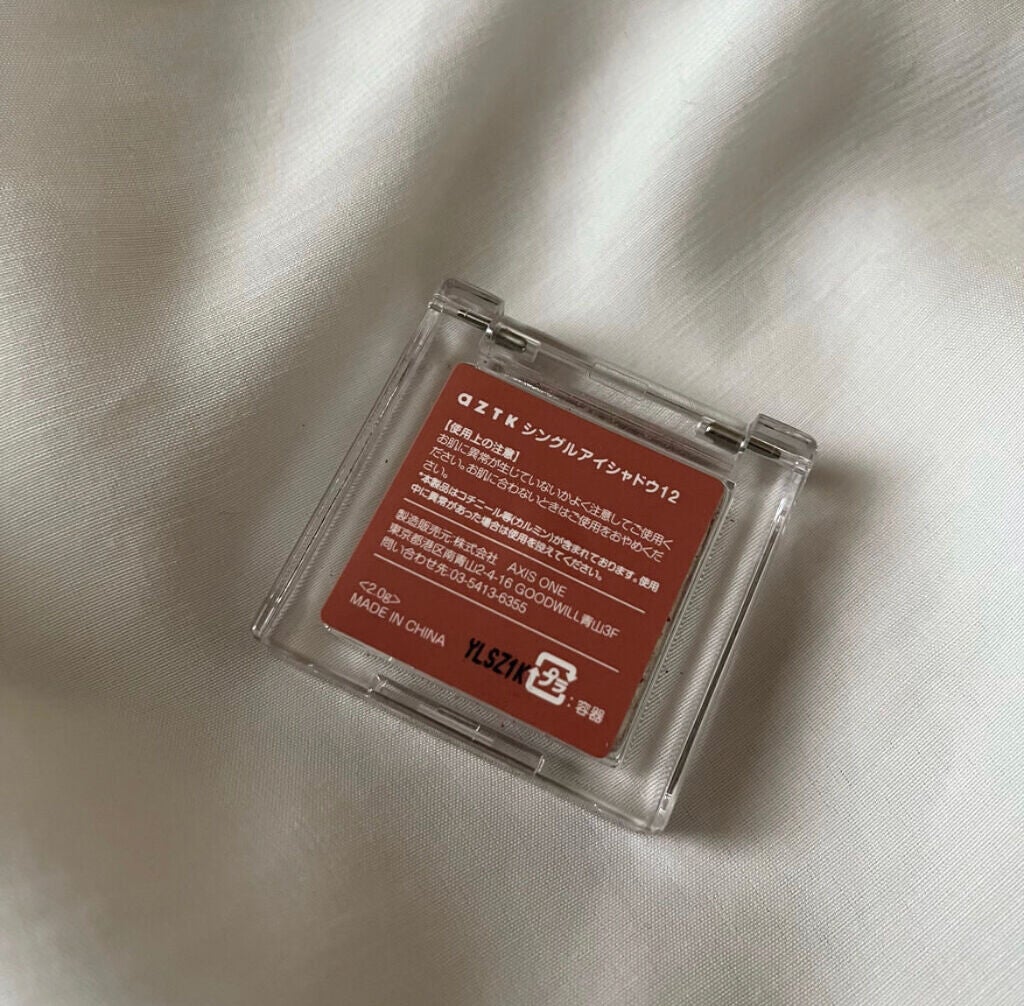 aZTK シングルアイシャドウ12
【使用上の注意】
お肌に異常が生じていないかよく注意してご使用く
ださい。お肌に合わないときはご使用をおやめくだ
さい。
*本製品はコチニール等(カルミン)が含まれております。使用
中に異常があった場合は使用を控えてください。
製造販売元:株式会社 AXIS ONE
東京都港区南青山2-4-16 GOODWILL青山3F
問い合わせ先:03-5413-6355
<2.0g>
MADE IN CHINA
YLSZ1K
プラ
:容器